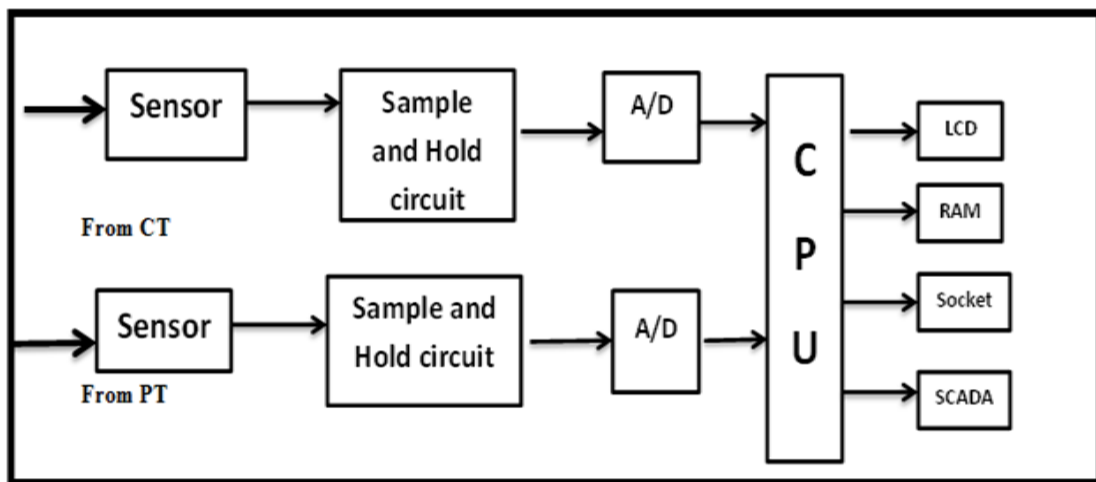 Sensor
Sample
and Hold
circuit
A/D
From CT
Sensor
Sample and
Hold circuit
A/D
From PT
C
P
U
LCD
RAM
Socket
SCADA